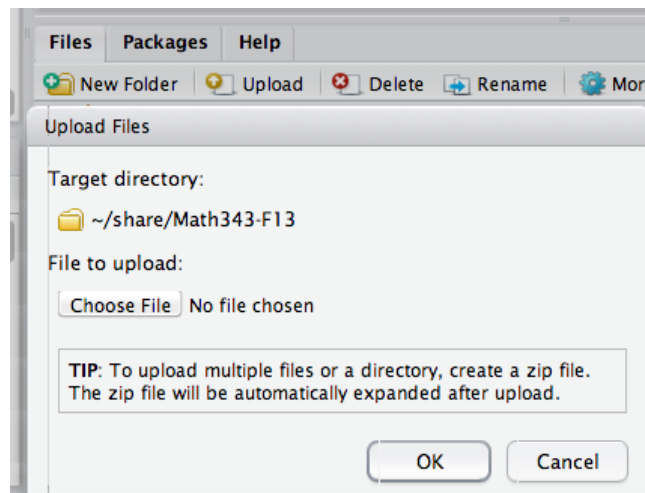 Files Packages Help
New Folder Upload Delete Rename Mor
Upload Files
Target directory:
~/share/Math343-F13
File to upload:
Choose File No file chosen
TIP: To upload multiple files or a directory, create a zip file.
The zip file will be automatically expanded after upload.
OK Cancel